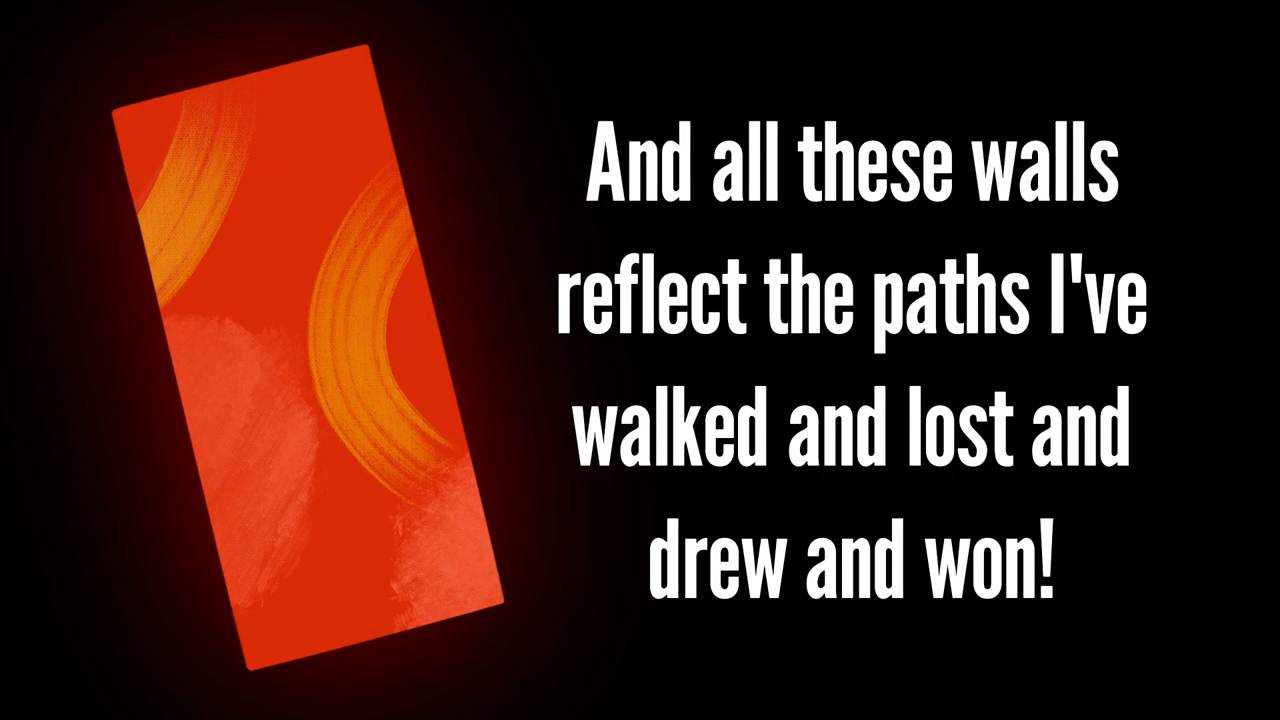 And all these walls
reflect the paths I've
walked and lost and
drew and won!